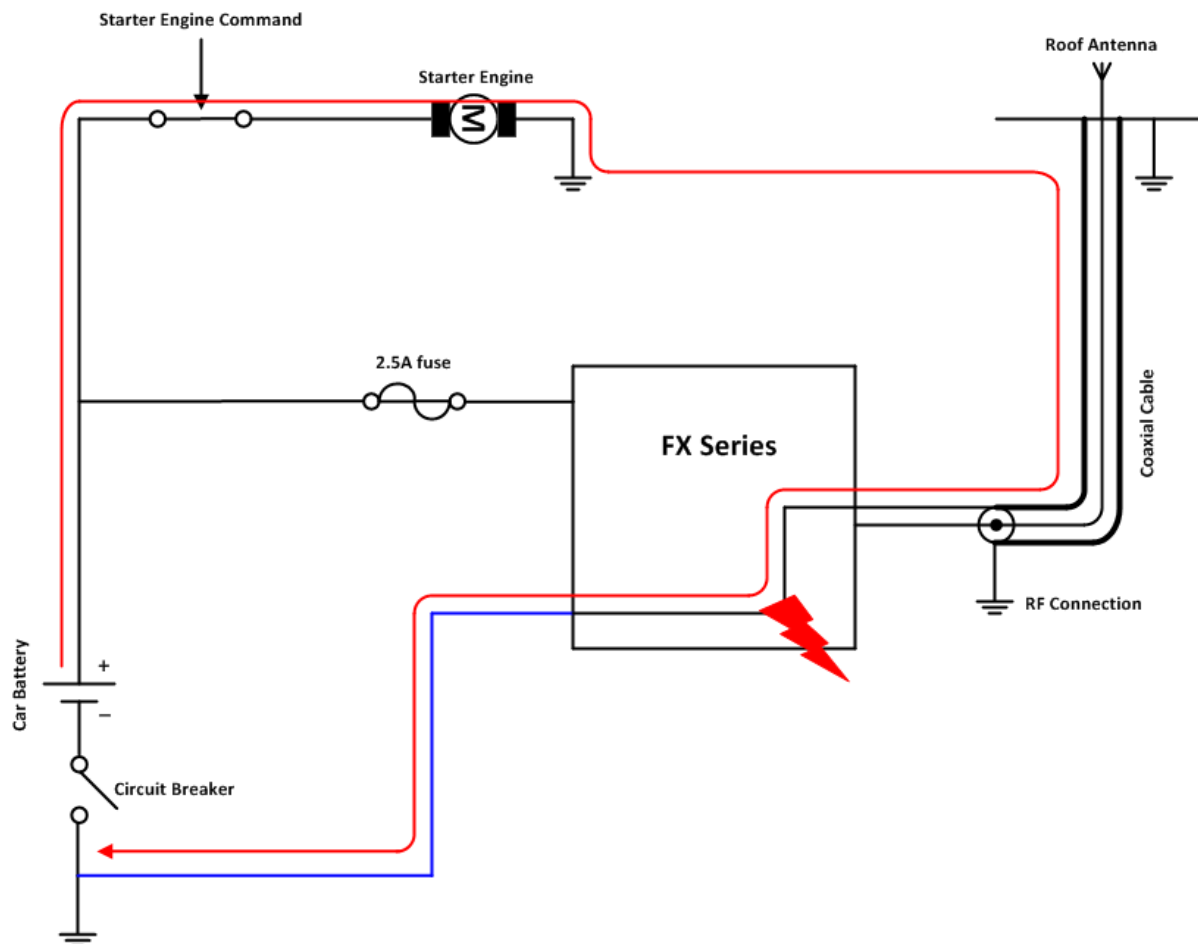 Starter Engine Command
Roof Antenna
Starter Engine
M
2.5A fuse
FX Series
Coaxial Cable
RF Connection
Car Battery
+
–
Circuit Breaker